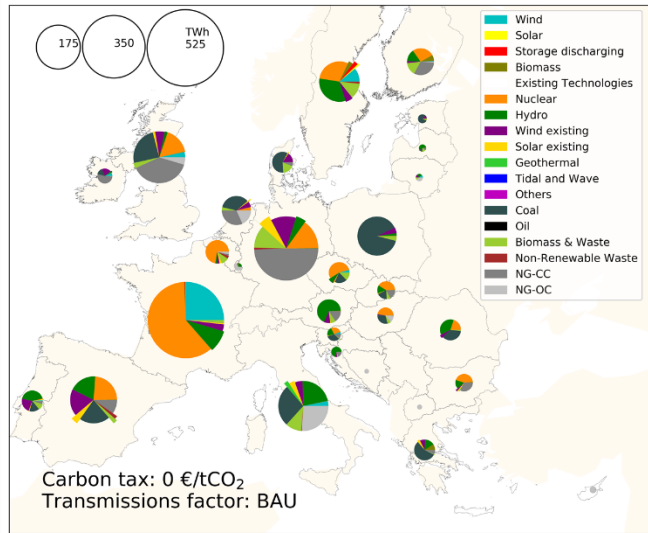 TWh
175
350
525
Wind
Solar
Storage discharging
Biomass
Existing Technologies
Nuclear
Hydro
Wind existing
Solar existing
Geothermal
Tidal and Wave
Others
Coal
Oil
Biomass & Waste
Non-Renewable Waste
NG-CC
NG-OC
Carbon tax: 0 €/tCO₂
Transmissions factor: BAU